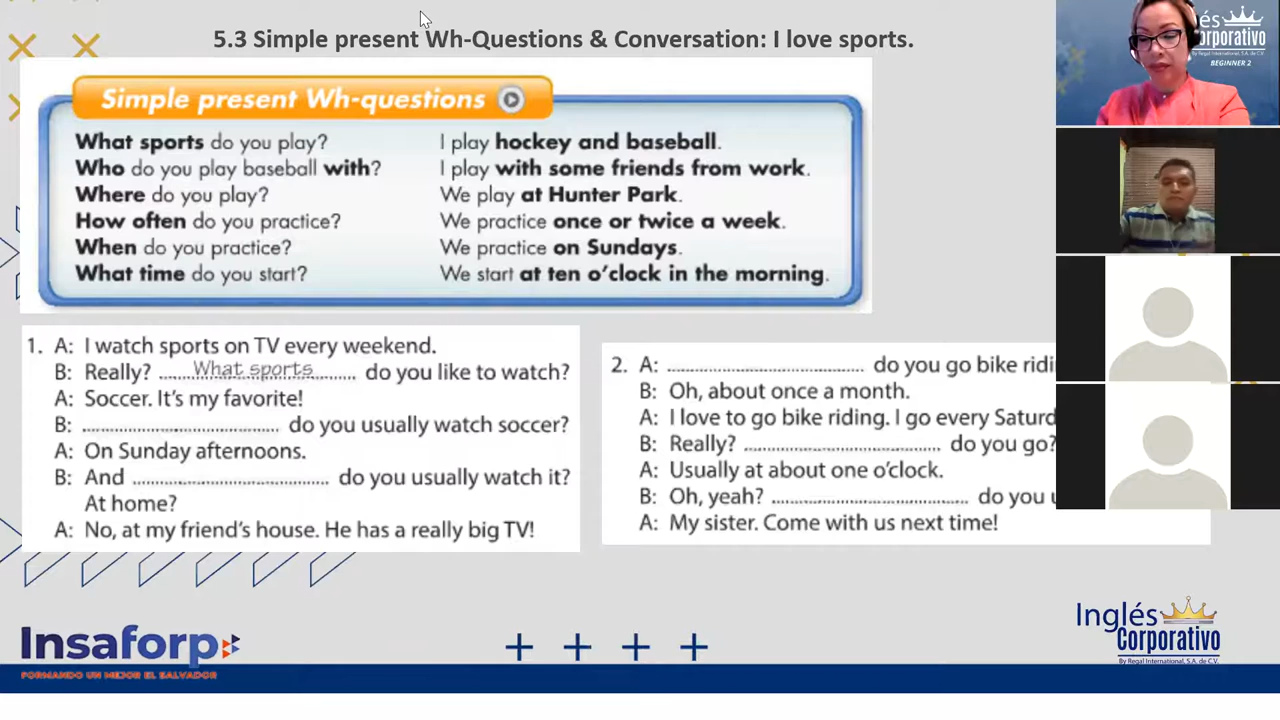 5.3 Simple present Wh-Questions & Conversation: I love sports.
Simple present Wh-questions
What sports do you play? I play hockey and baseball.
Who do you play baseball with? I play with some friends from work.
Where do you play? We play at Hunter Park.
How often do you practice? We practice once or twice a week.
When do you practice? We practice on Sundays.
What time do you start? We start at ten o'clock in the morning.
1. A: I watch sports on TV every weekend.
B: Really? What sports do you like to watch?
A: Soccer. It's my favorite!
B: ........................................ do you usually watch soccer?
A: On Sunday afternoons.
B: And ........................................ do you usually watch it?
At home?
A: No, at my friend's house. He has a really big TV!
2. A: ........................................ do you go bike
B: Oh, about once a month.
A: I love to go bike riding. I go every
B: Really? ........................................ do you go?
A: Usually at about one o'clock.
B: Oh, yeah? ........................................ do you
A: My sister. Come with us next time!
Inglés
Corporativo
By Regal International, S.A. de C.V.
BEGINNER 2
Insaforp
FORMANDO UN MEJOR EL SALVADOR
Inglés
Corporativo
By Regal International, S.A. de C.V.